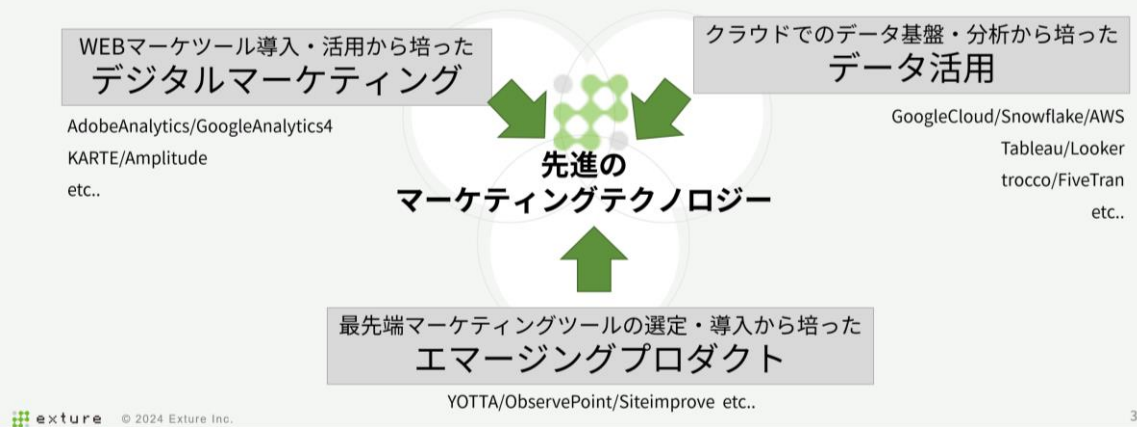 WEBマーケツール導入・活用から培った
デジタルマーケティング
AdobeAnalytics/GoogleAnalytics4
KARTE/Amplitude
etc..
クラウドでのデータ基盤・分析から培った
データ活用
GoogleCloud/Snowflake/AWS
Tableau/Looker
trocco/FiveTran
etc..
先進の
マーケティングテクノロジー
最先端マーケティングツールの選定・導入から培った
エマージングプロダクト
YOTTA/ObservePoint/Siteimprove etc..
exture © 2024 Exture Inc.
3